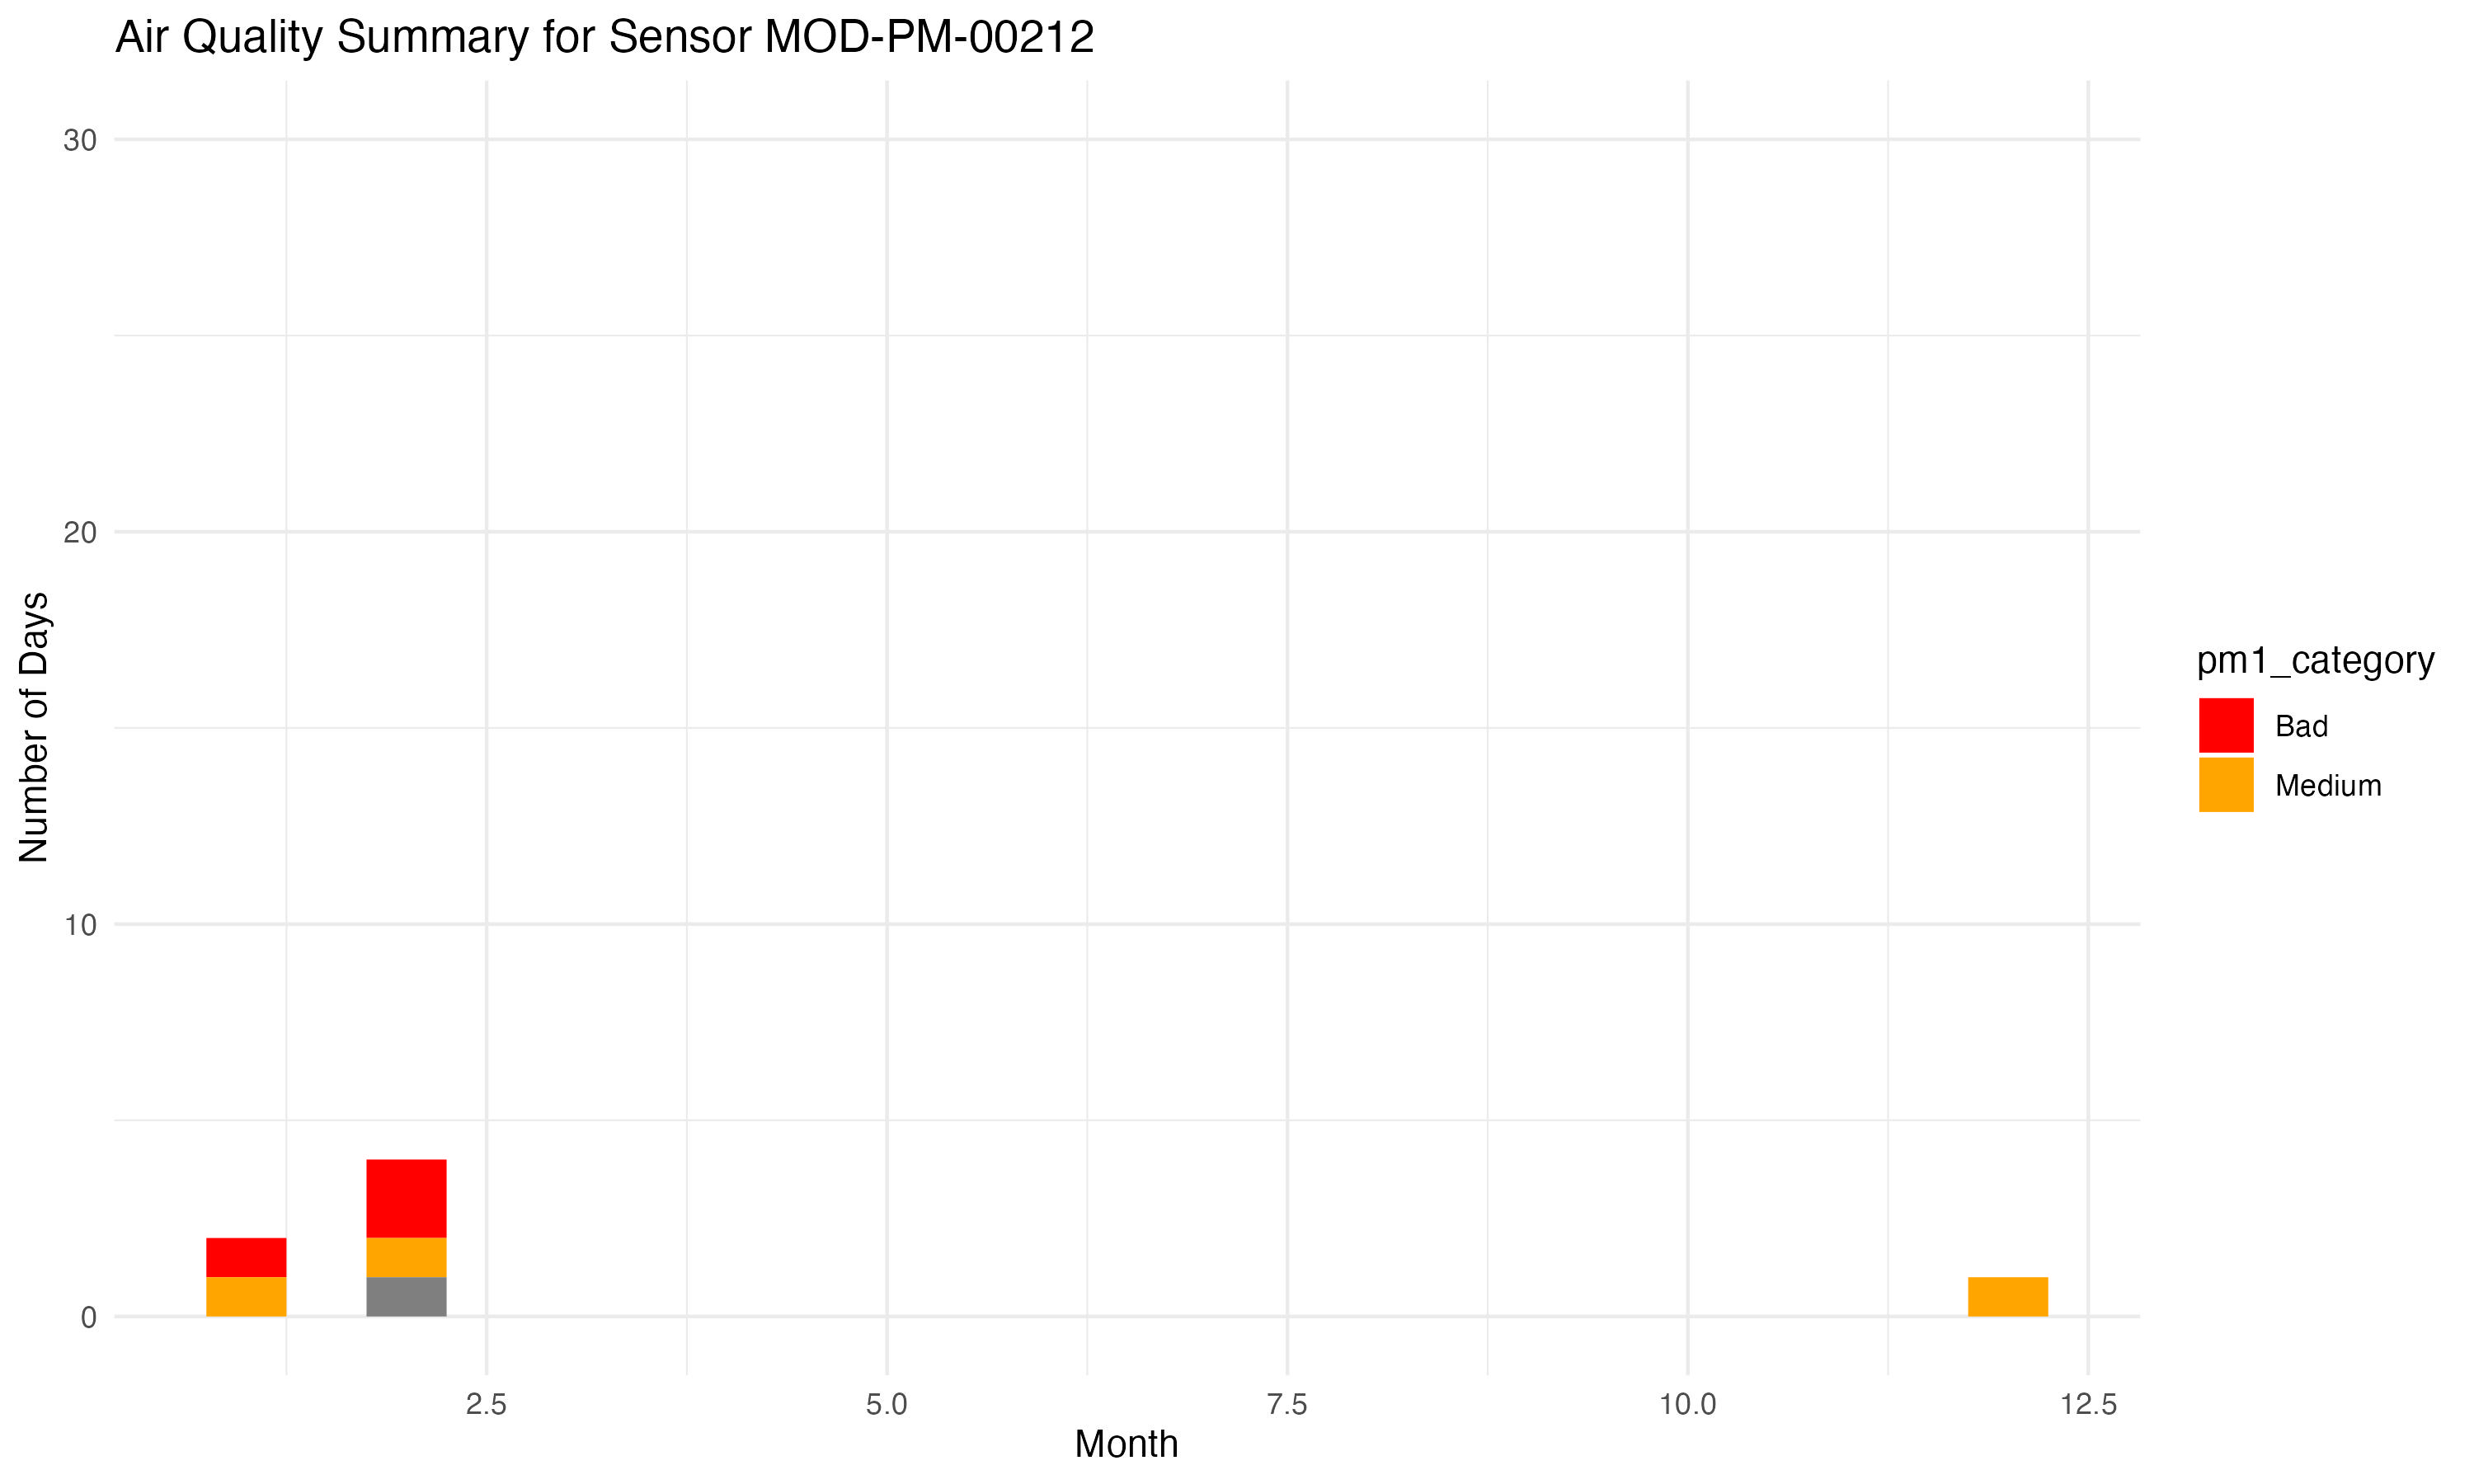 Air Quality Summary for Sensor MOD-PM-00212
30
20
10
0
Number of Days
2.5 5.0 7.5 10.0 12.5
Month
pm1_category
Bad
Medium